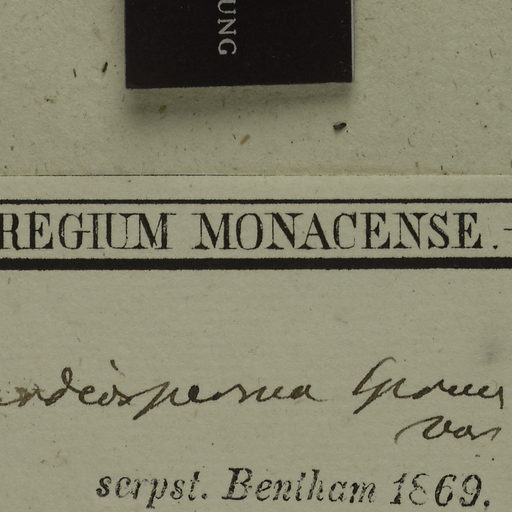 UNG
REGIUM MONACENSE.
var
scrpst. Bentham 1869.